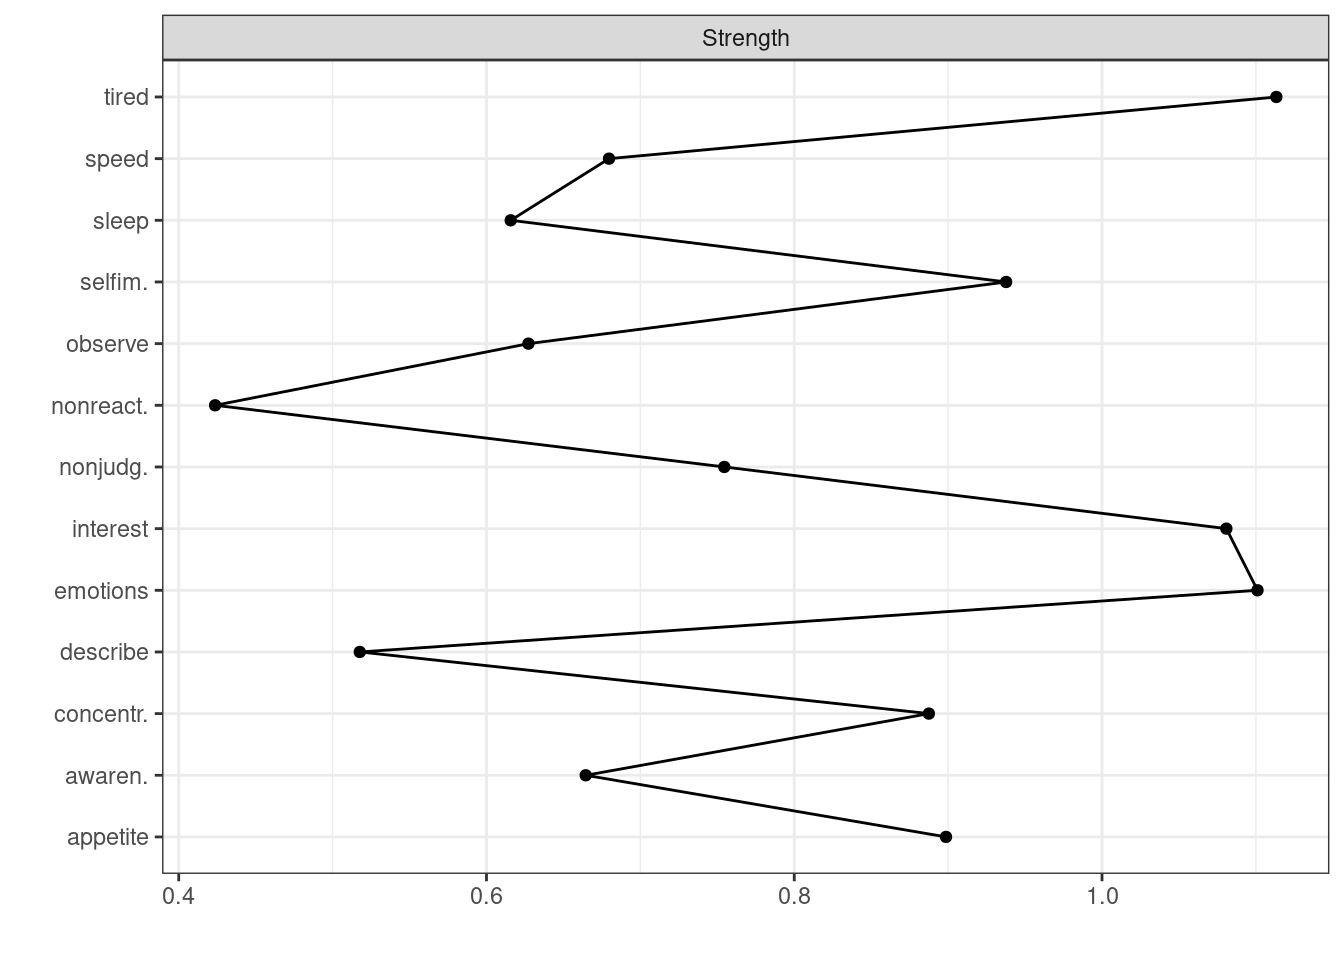 Strength
tired
speed
sleep
selfim.
observe
nonreact.
nonjudg.
interest
emotions
describe
concentr.
awaren.
appetite
0.4 0.6 0.8 1.0